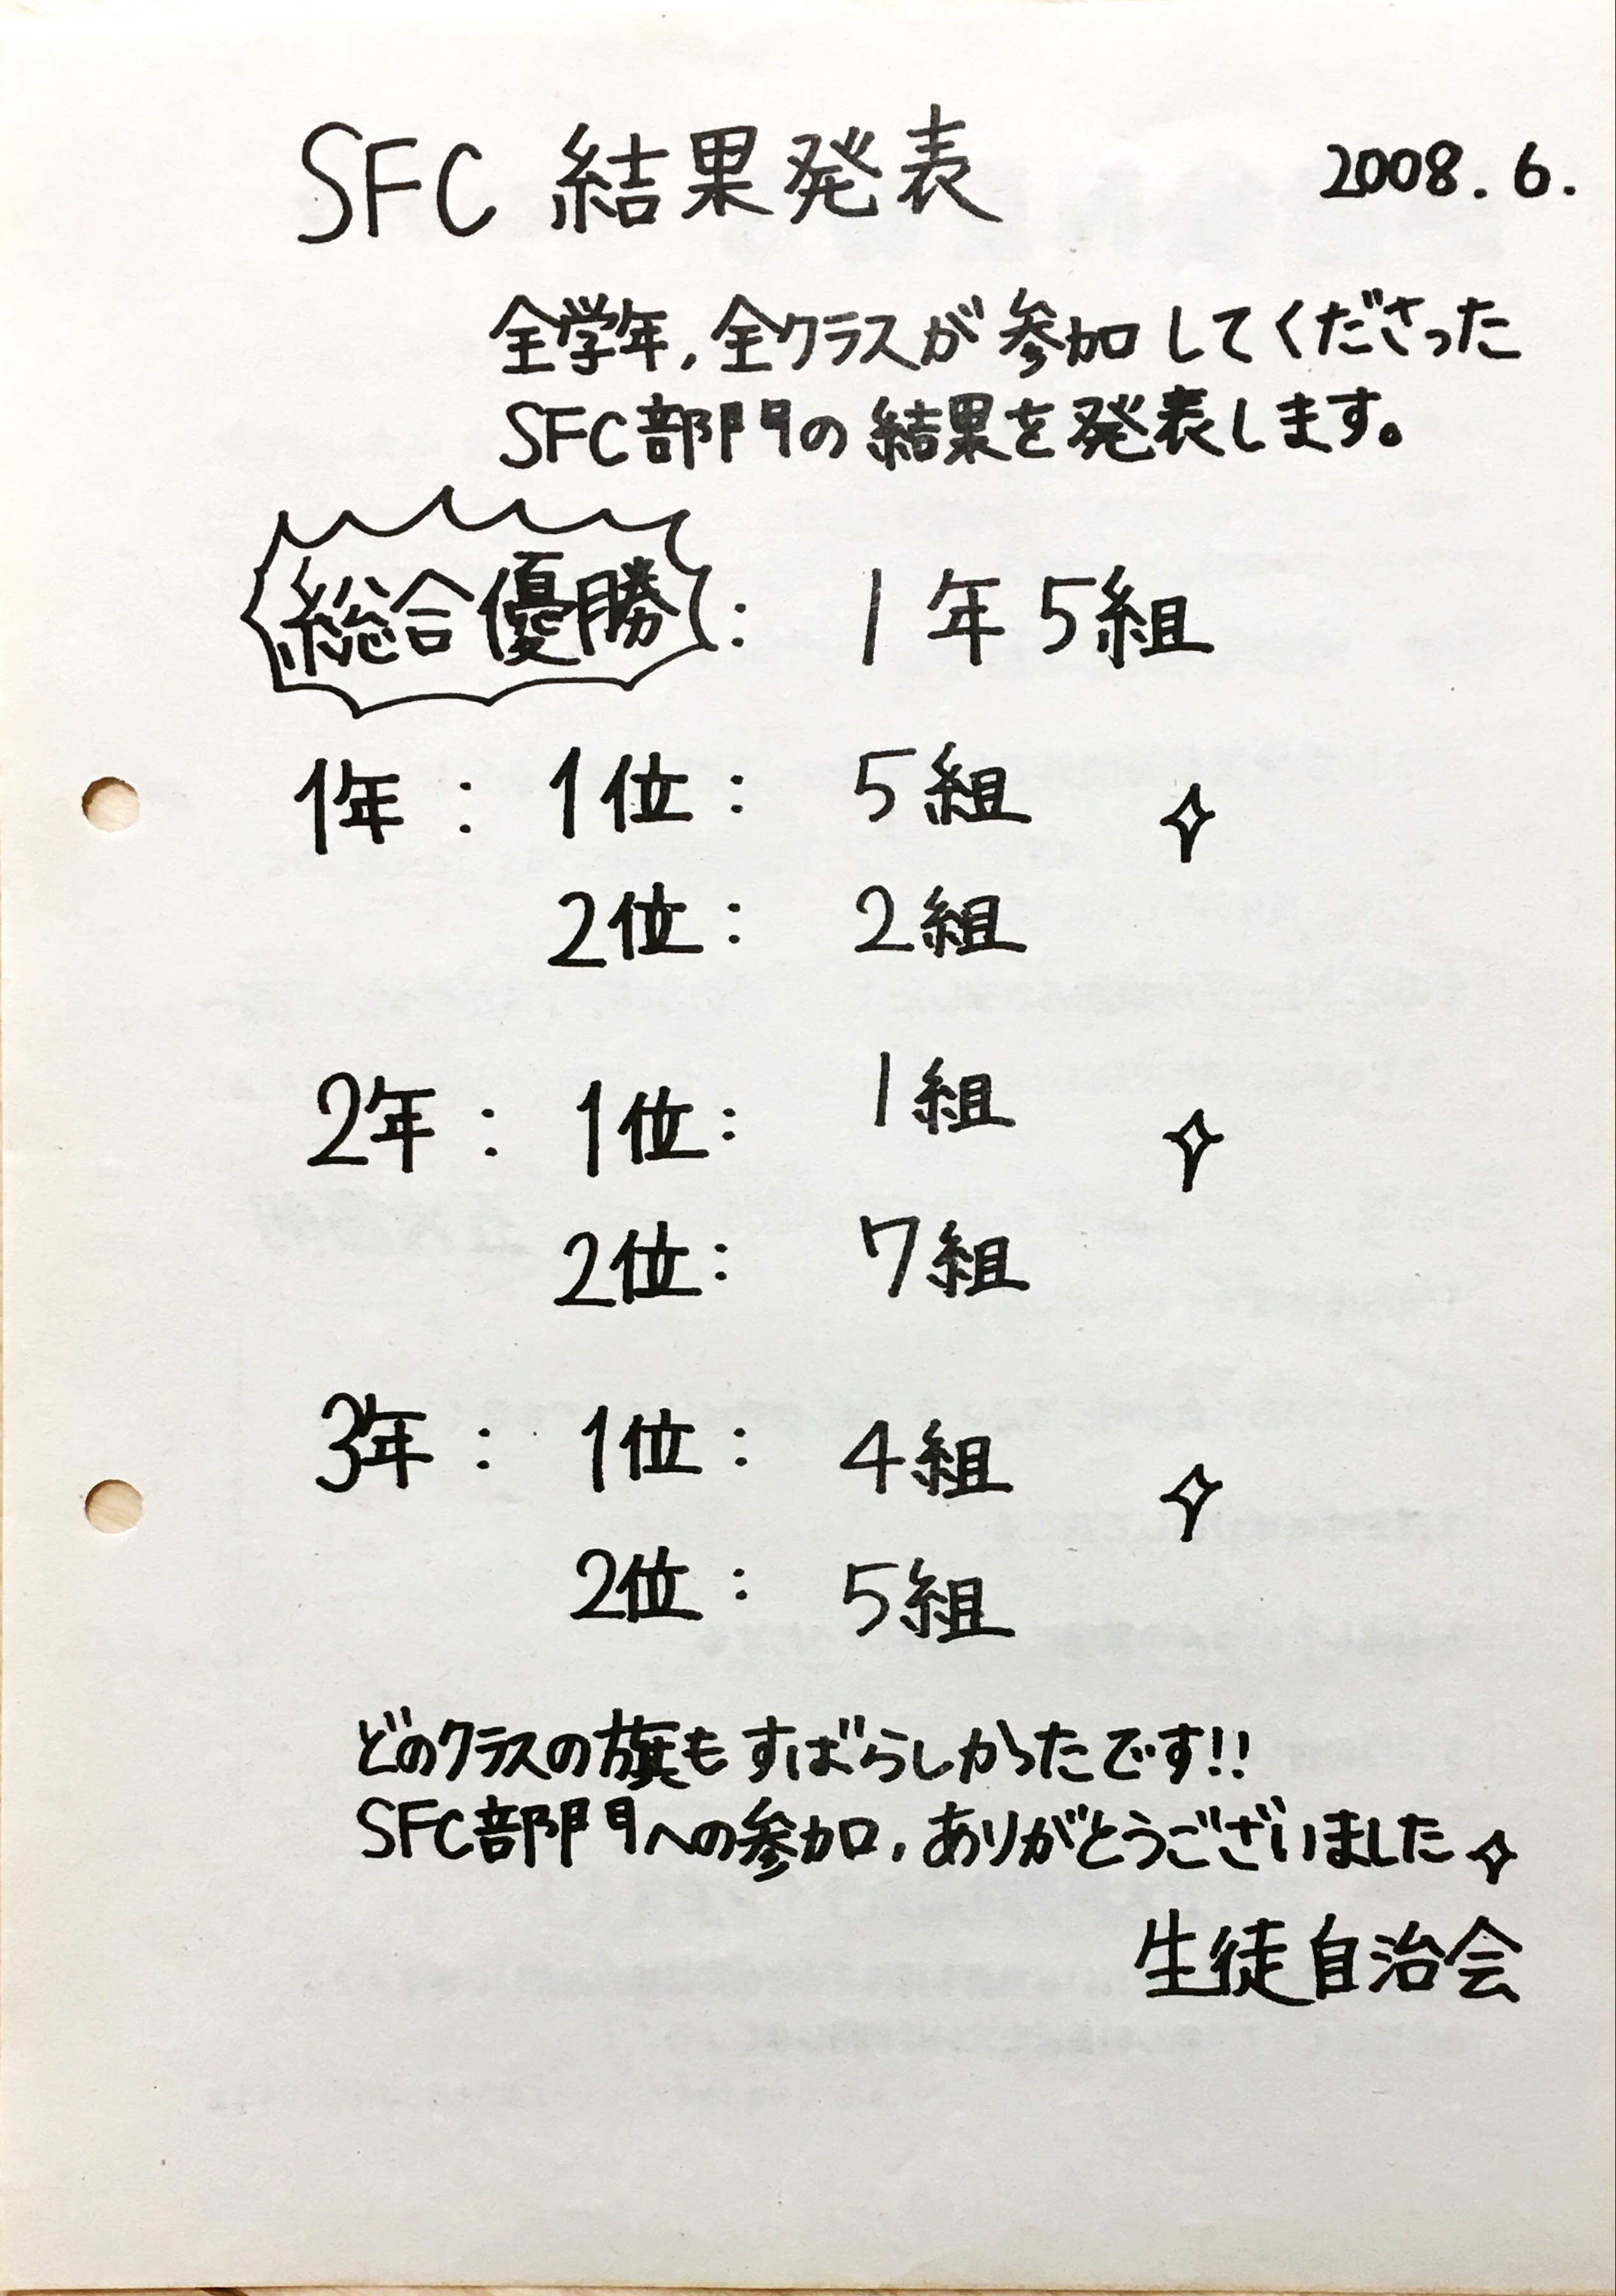 SFC 結果発表 2008.6.
全学年,全クラスが参加してくださった
SFC部門の結果を発表します。
総合優勝: 1年5組
1年: 1位: 5組
2位: 2組
2年: 1位: 1組
2位: 7組
3年: 1位: 4組
2位: 5組
どのクラスの旗もすばらしかったです!!
SFC部門への参加,ありがとうございました
生徒自治会